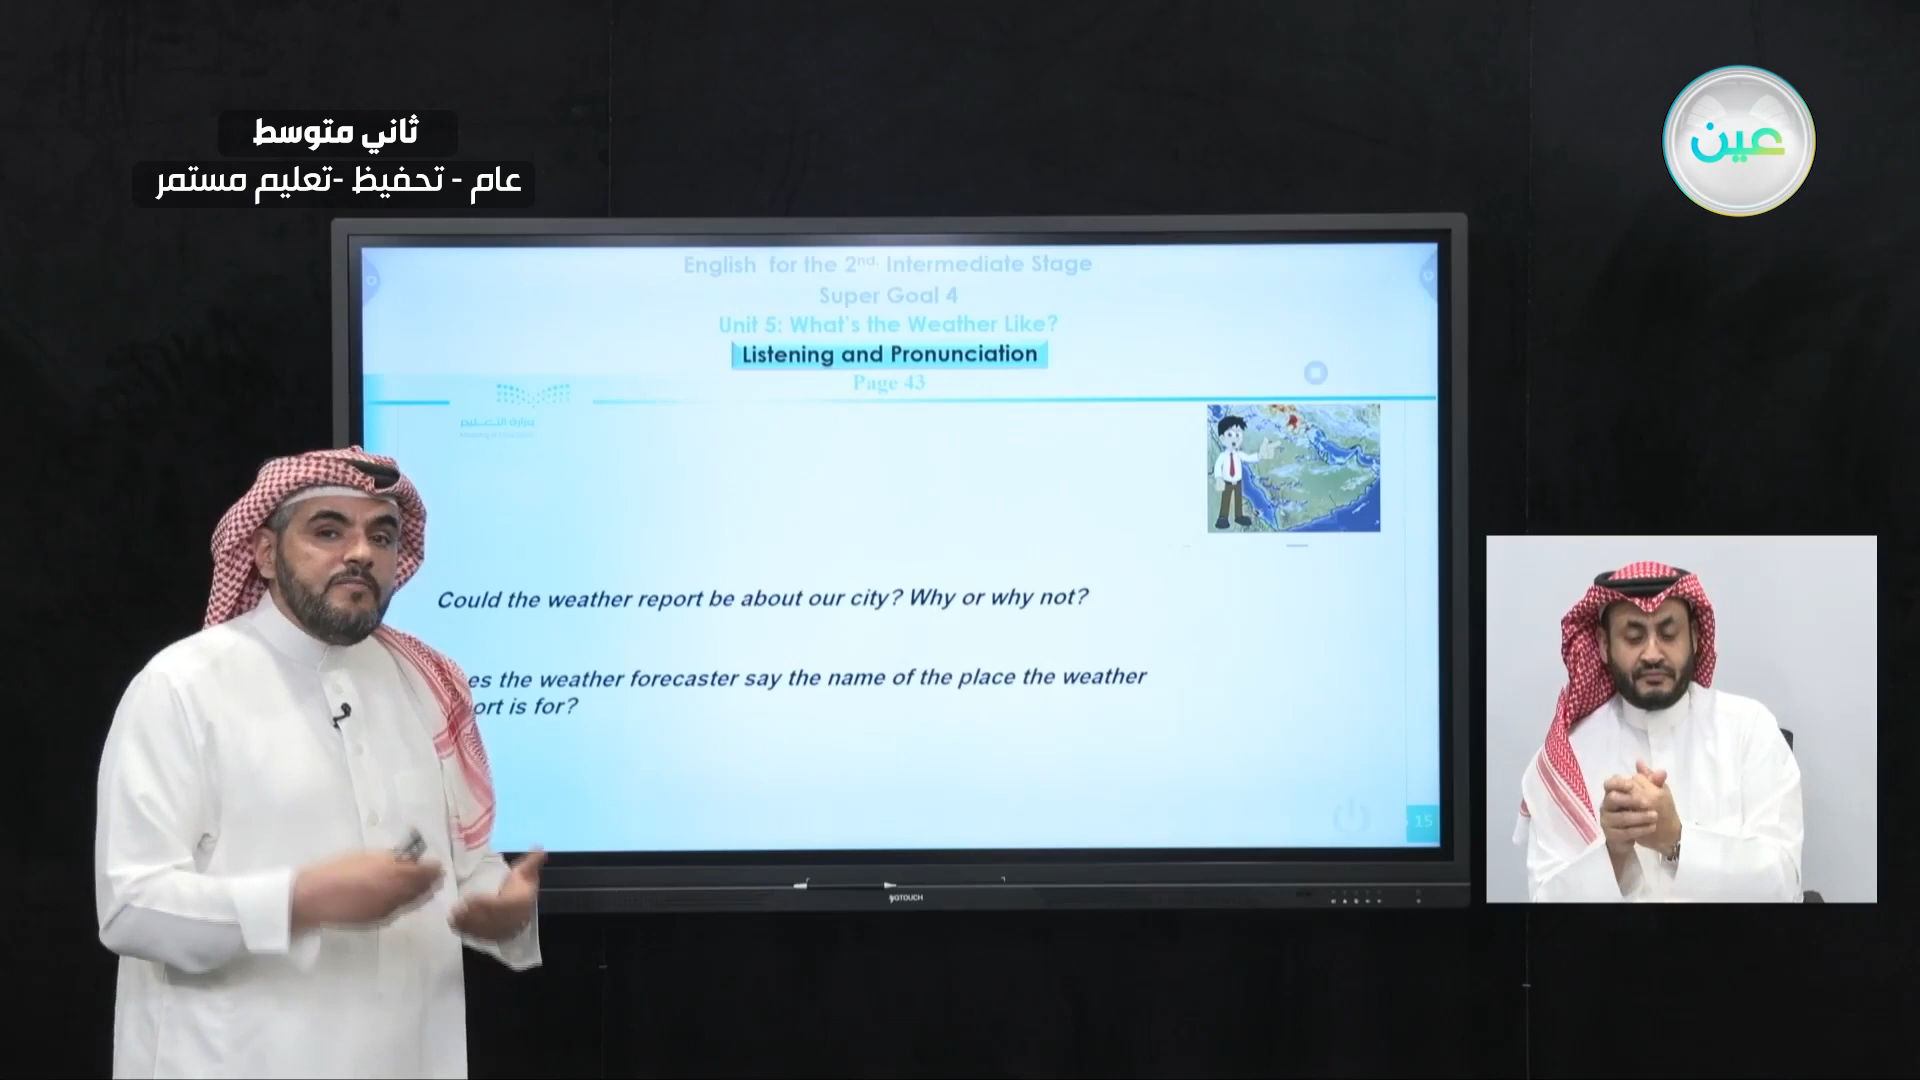 ثاني متوسط
عام - تحفيظ -تعليم مستمر
عين
English for the 2nd. Intermediate Stage
Super Goal 4
Unit 5: What's the Weather Like?
Listening and Pronunciation
Page 43
وزارة التعليم
Could the weather report be about our city? Why or why not?
es the weather forecaster say the name of the place the weather
ort is for?
15